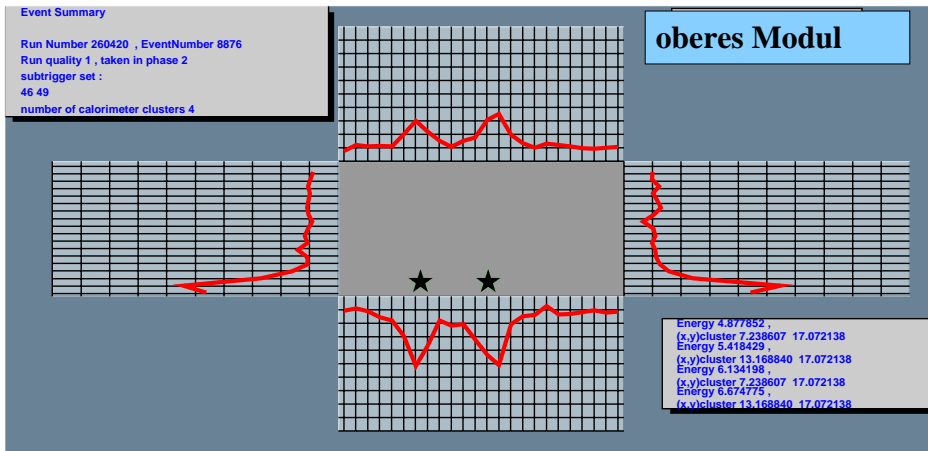 Event Summary
Run Number 260420 , EventNumber 8876
Run quality 1 , taken in phase 2
subtrigger set :
46 49
number of calorimeter clusters 4
oberes Modul
Energy 4.877852 ,
(x,y)cluster 7.238607 17.072138
Energy 5.418429 ,
(x,y)cluster 13.168840 17.072138
Energy 6.134198 ,
(x,y)cluster 7.238607 17.072138
Energy 6.674775 ,
(x,y)cluster 13.168840 17.072138